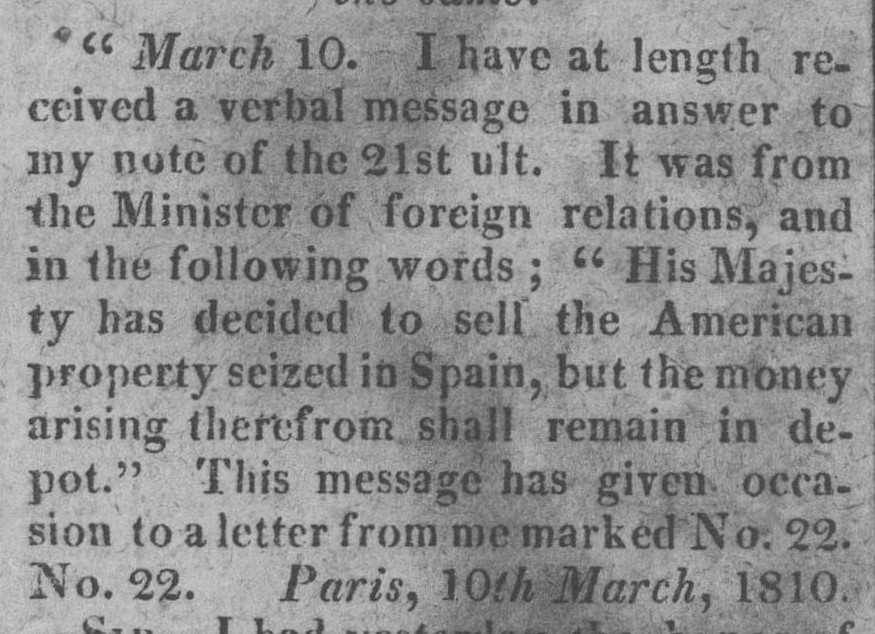 “ March 10. I have at length re-
ceived a verbal message in answer to
my note of the 21st ult. It was from
the Minister of foreign relations, and
in the following words ; “ His Majes-
ty has decided to sell the American
property seized in Spain, but the money
arising therefrom shall remain in de-
pot.” This message has given occa-
sion to a letter from me marked No. 22.
No. 22. Paris, 10th March, 1810.